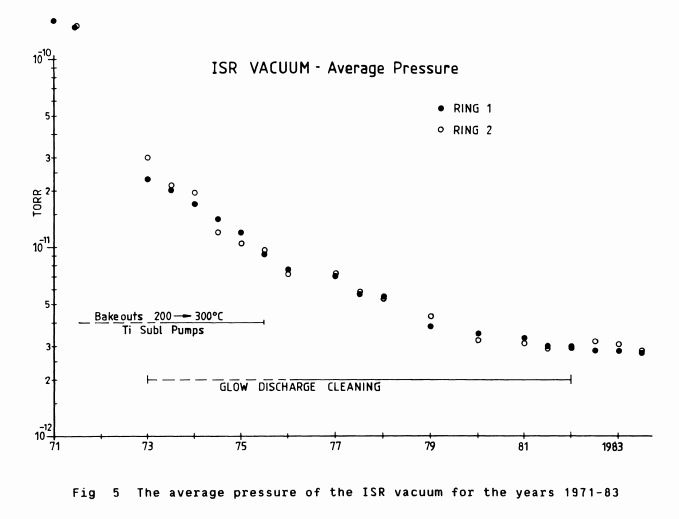 ISR VACUUM - Average Pressure
● RING 1
○ RING 2
TORR
10⁻¹⁰
5
3
2
10⁻¹¹
5
3
2
10⁻¹²
Bakeouts 200 → 300°C
Ti Subl Pumps
GLOW DISCHARGE CLEANING
71 73 75 77 79 81 1983
Fig 5 The average pressure of the ISR vacuum for the years 1971-83